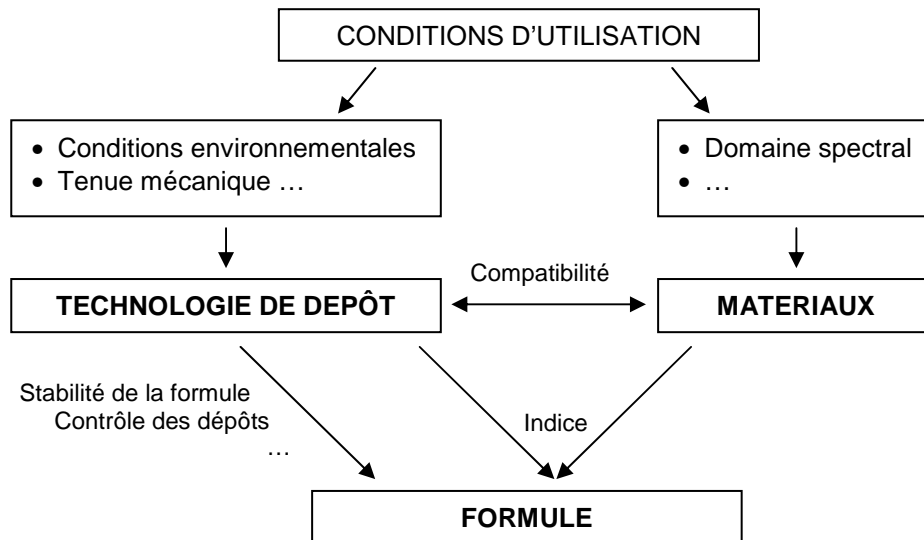 CONDITIONS D’UTILISATION
• Conditions environnementales
• Tenue mécanique …
• Domaine spectral
• …
Compatibilité
TECHNOLOGIE DE DEPÔT
MATERIAUX
Stabilité de la formule
Contrôle des dépôts
…
Indice
FORMULE